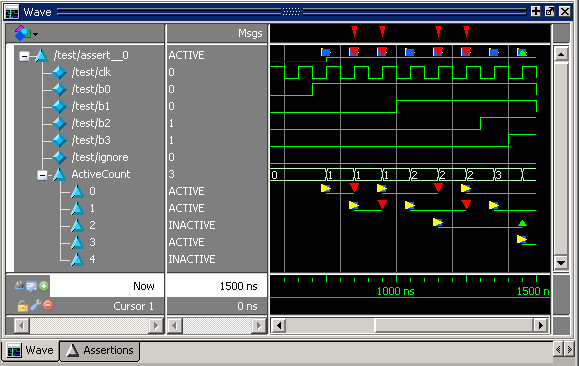 Wave
Msgs
/test/assert__0 ACTIVE
/test/clk 0
/test/b0 0
/test/b1 0
/test/b2 1
/test/b3 1
/test/ignore 0
ActiveCount 3 0 1 1 1 2 2 2 3
0 ACTIVE
1 ACTIVE
2 INACTIVE
3 ACTIVE
4 INACTIVE
Now 1500 ns 1000 ns 1500 n
Cursor 1 0 ns
Wave Assertions